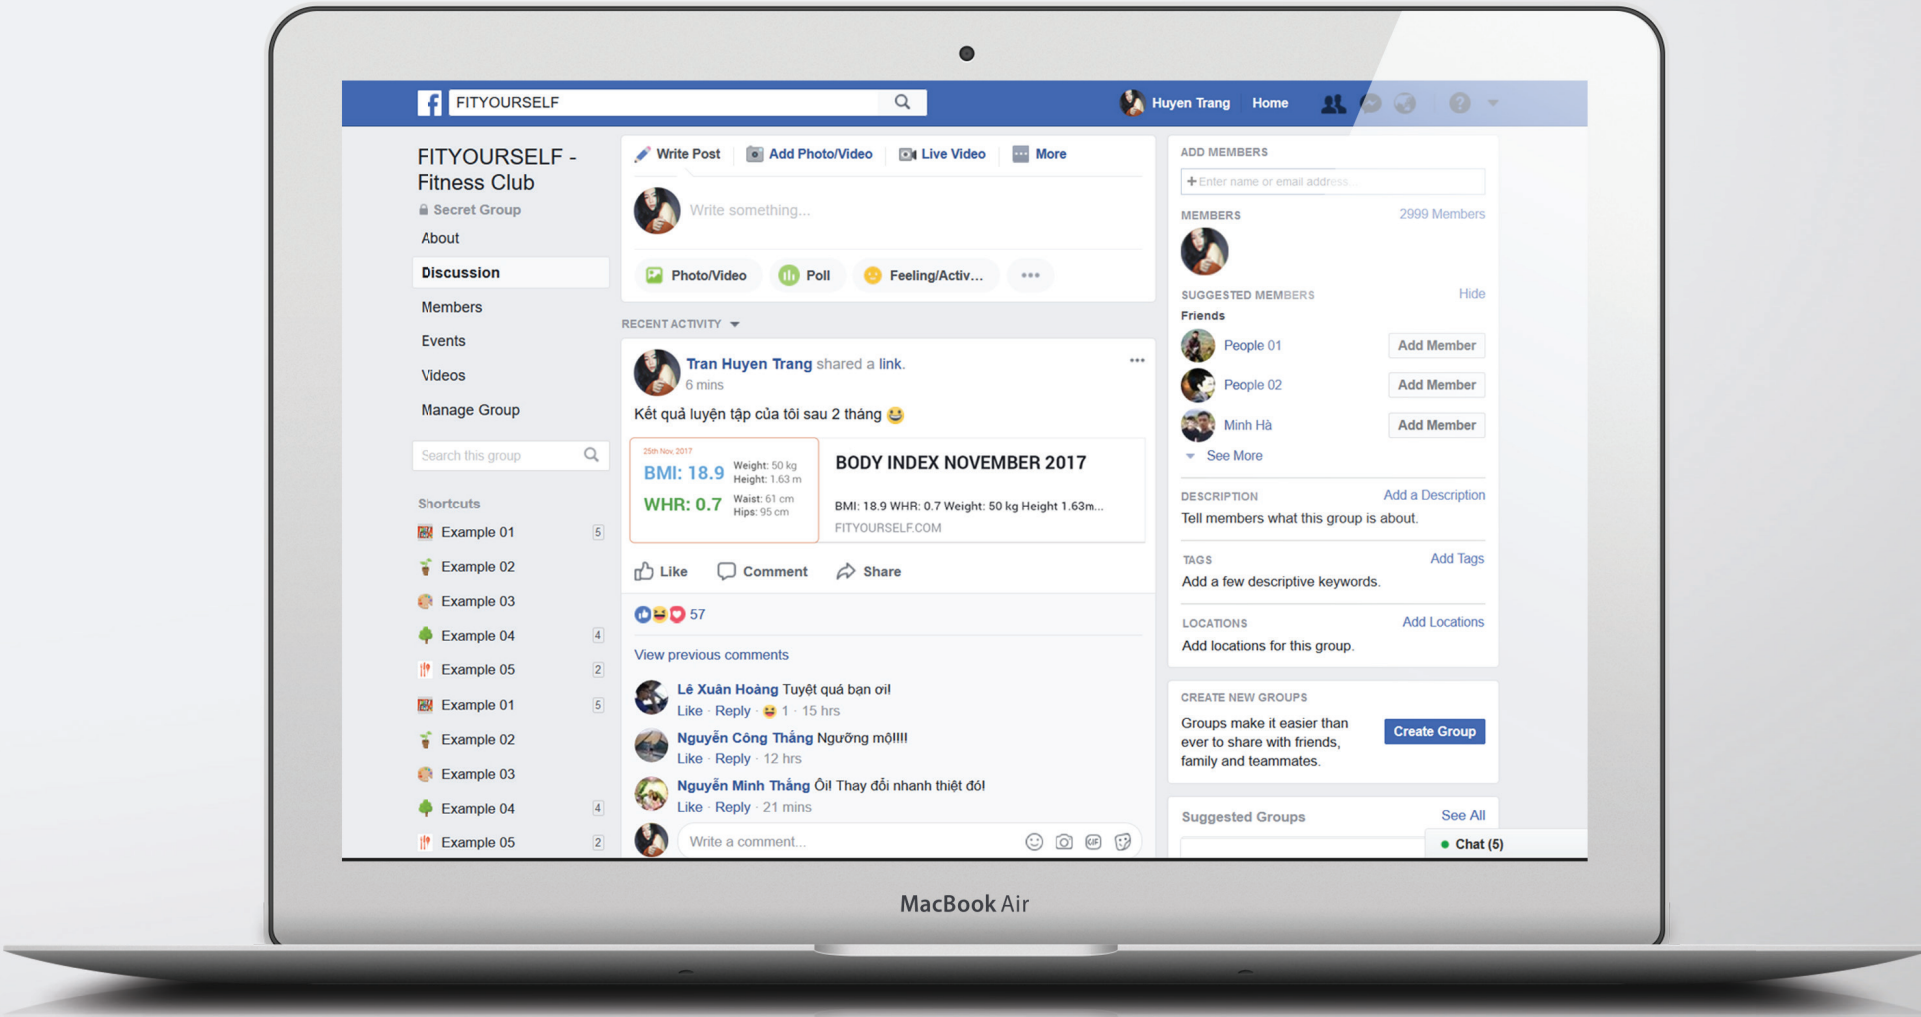 FITYOURSELF
Huyen Trang
Home
FITYOURSELF -
Fitness Club
Secret Group
About
Discussion
Members
Events
Videos
Manage Group
Search this group
Shortcuts
Example 01 5
Example 02
Example 03
Example 04 4
Example 05 2
Example 01 5
Example 02
Example 03
Example 04 4
Example 05 2
Write Post
Add Photo/Video
Live Video
More
Write something...
Photo/Video
Poll
Feeling/Activ...
RECENT ACTIVITY
Tran Huyen Trang shared a link.
6 mins
Kết quả luyện tập của tôi sau 2 tháng 😆
25th Nov, 2017
BMI: 18.9
Weight: 50 kg
Height: 1.63 m
WHR: 0.7
Waist: 61 cm
Hips: 95 cm
BODY INDEX NOVEMBER 2017
BMI: 18.9 WHR: 0.7 Weight: 50 kg Height 1.63m...
FITYOURSELF.COM
Like
Comment
Share
57
View previous comments
Lê Xuân Hoàng Tuyệt quá bạn ơi!
Like · Reply · 😆 1 · 15 hrs
Nguyễn Công Thắng Ngưỡng mộ!!!!
Like · Reply · 12 hrs
Nguyễn Minh Thắng Ôi! Thay đổi nhanh thiệt đó!
Like · Reply · 21 mins
Write a comment...
GIF
ADD MEMBERS
+ Enter name or email address...
MEMBERS
2999 Members
SUGGESTED MEMBERS
Hide
Friends
People 01
Add Member
People 02
Add Member
Minh Hà
Add Member
See More
DESCRIPTION
Add a Description
Tell members what this group is about.
TAGS
Add Tags
Add a few descriptive keywords.
LOCATIONS
Add Locations
Add locations for this group.
CREATE NEW GROUPS
Groups make it easier than
ever to share with friends,
family and teammates.
Create Group
Suggested Groups
See All
Chat (5)
MacBook Air